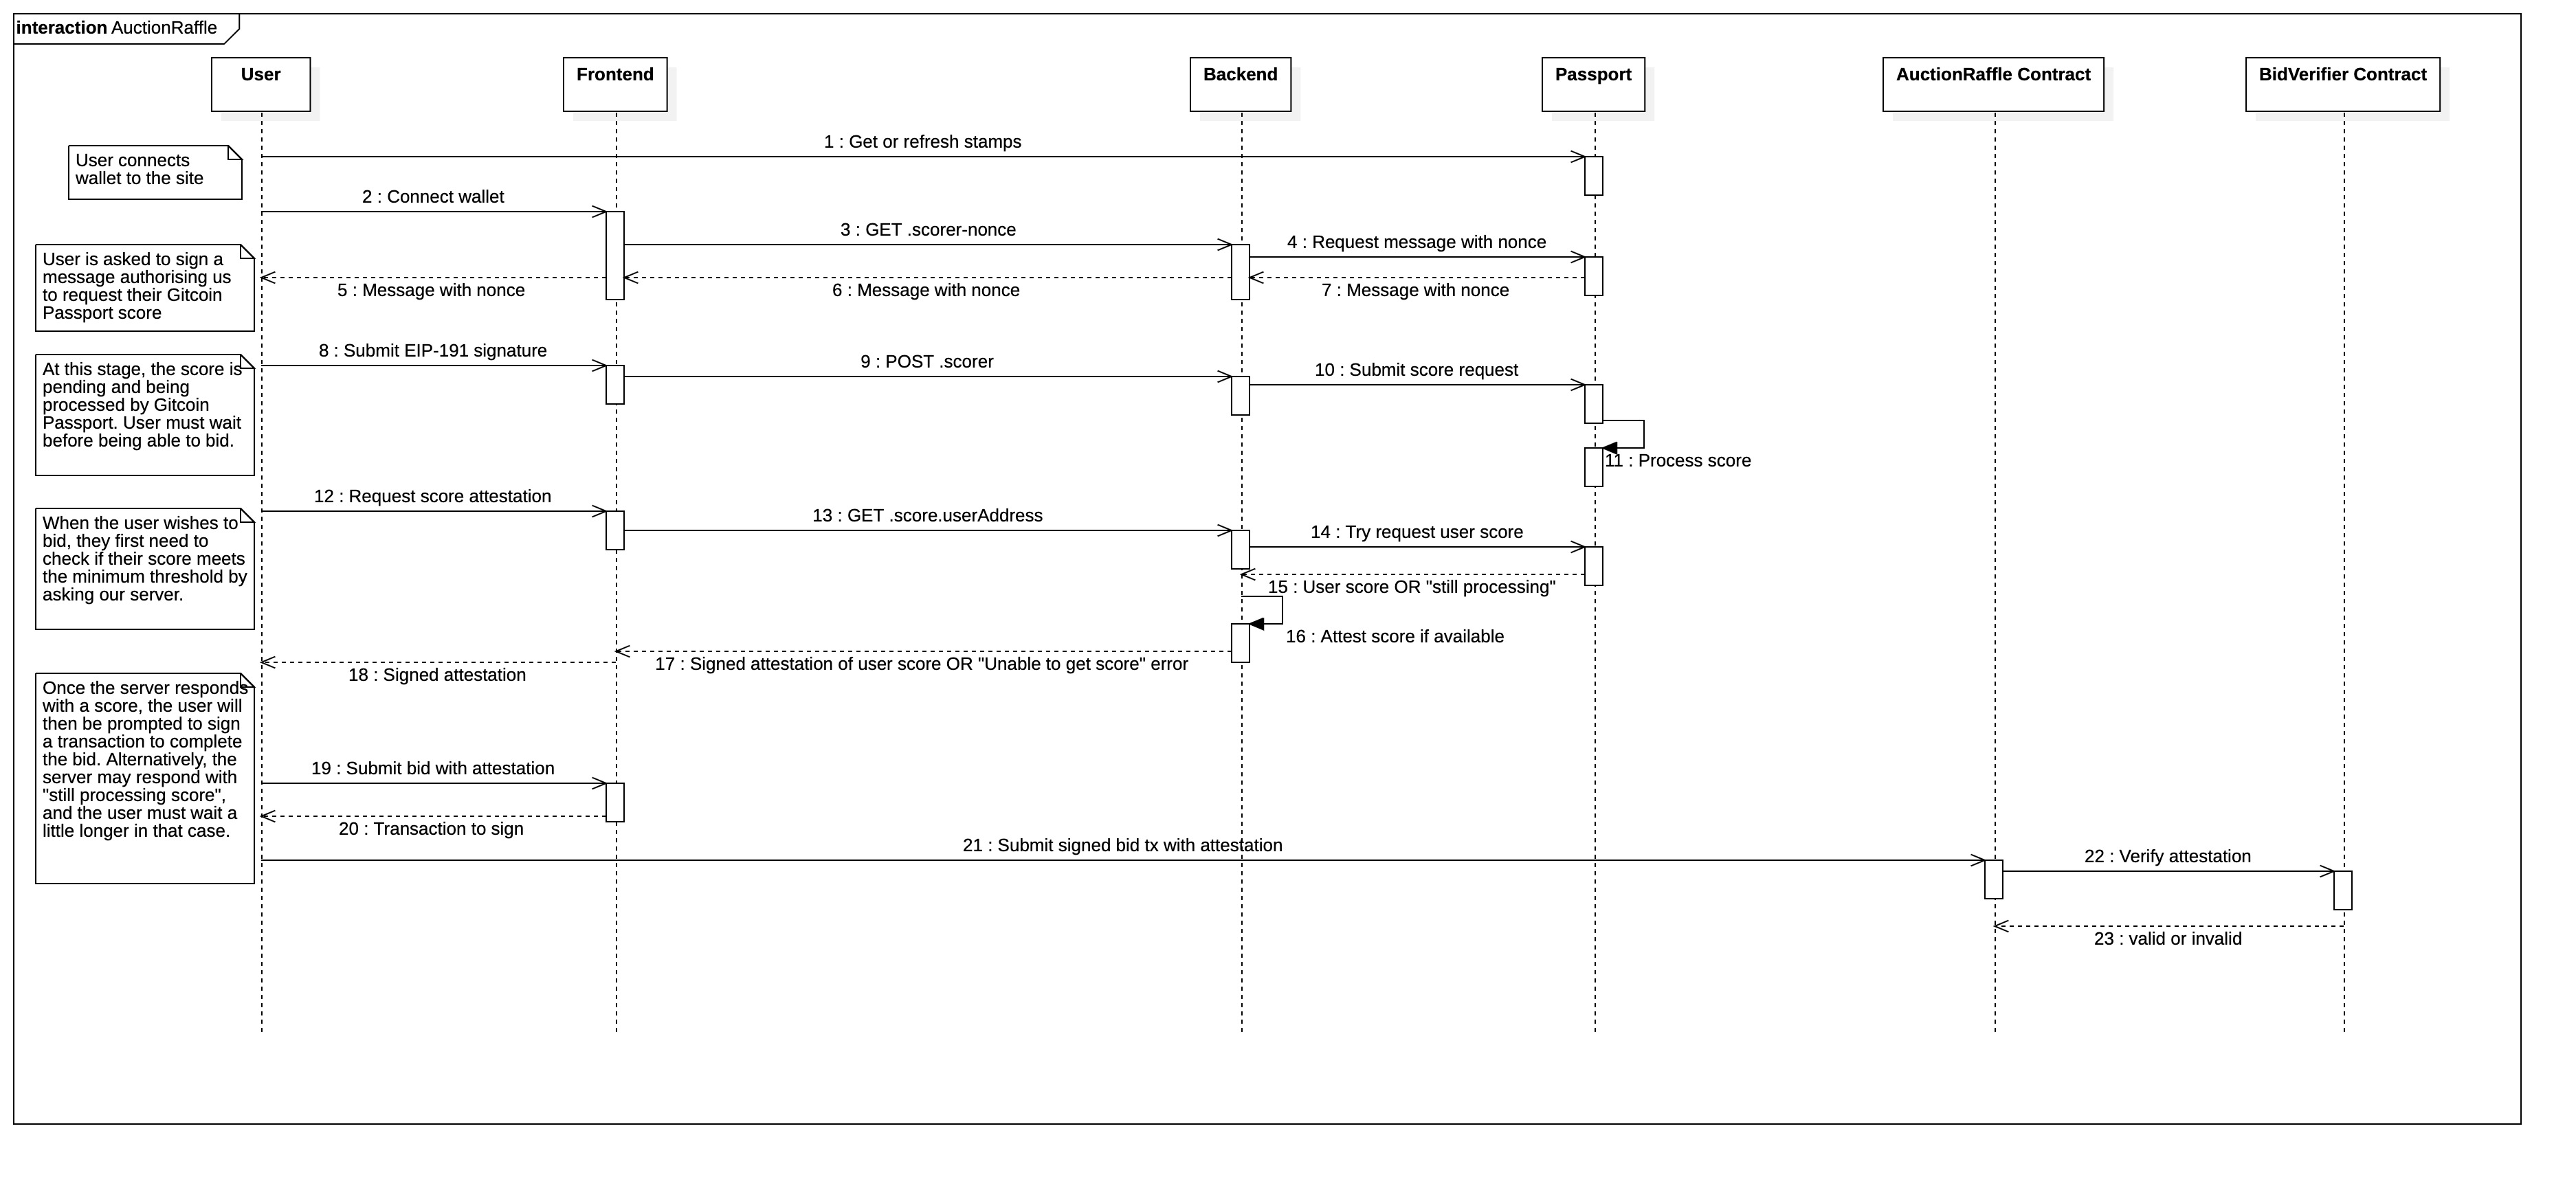 interaction AuctionRaffle
User
Frontend
Backend
Passport
AuctionRaffle Contract
BidVerifier Contract
1 : Get or refresh stamps
User connects
wallet to the site
2 : Connect wallet
3 : GET .scorer-nonce
4 : Request message with nonce
User is asked to sign a
message authorising us
to request their Gitcoin
Passport score
5 : Message with nonce
6 : Message with nonce
7 : Message with nonce
8 : Submit EIP-191 signature
9 : POST .scorer
10 : Submit score request
At this stage, the score is
pending and being
processed by Gitcoin
Passport. User must wait
before being able to bid.
11 : Process score
12 : Request score attestation
13 : GET .score.userAddress
14 : Try request user score
When the user wishes to
bid, they first need to
check if their score meets
the minimum threshold by
asking our server.
15 : User score OR "still processing"
16 : Attest score if available
17 : Signed attestation of user score OR "Unable to get score" error
18 : Signed attestation
Once the server responds
with a score, the user will
then be prompted to sign
a transaction to complete
the bid. Alternatively, the
server may respond with
"still processing score",
and the user must wait a
little longer in that case.
19 : Submit bid with attestation
20 : Transaction to sign
21 : Submit signed bid tx with attestation
22 : Verify attestation
23 : valid or invalid